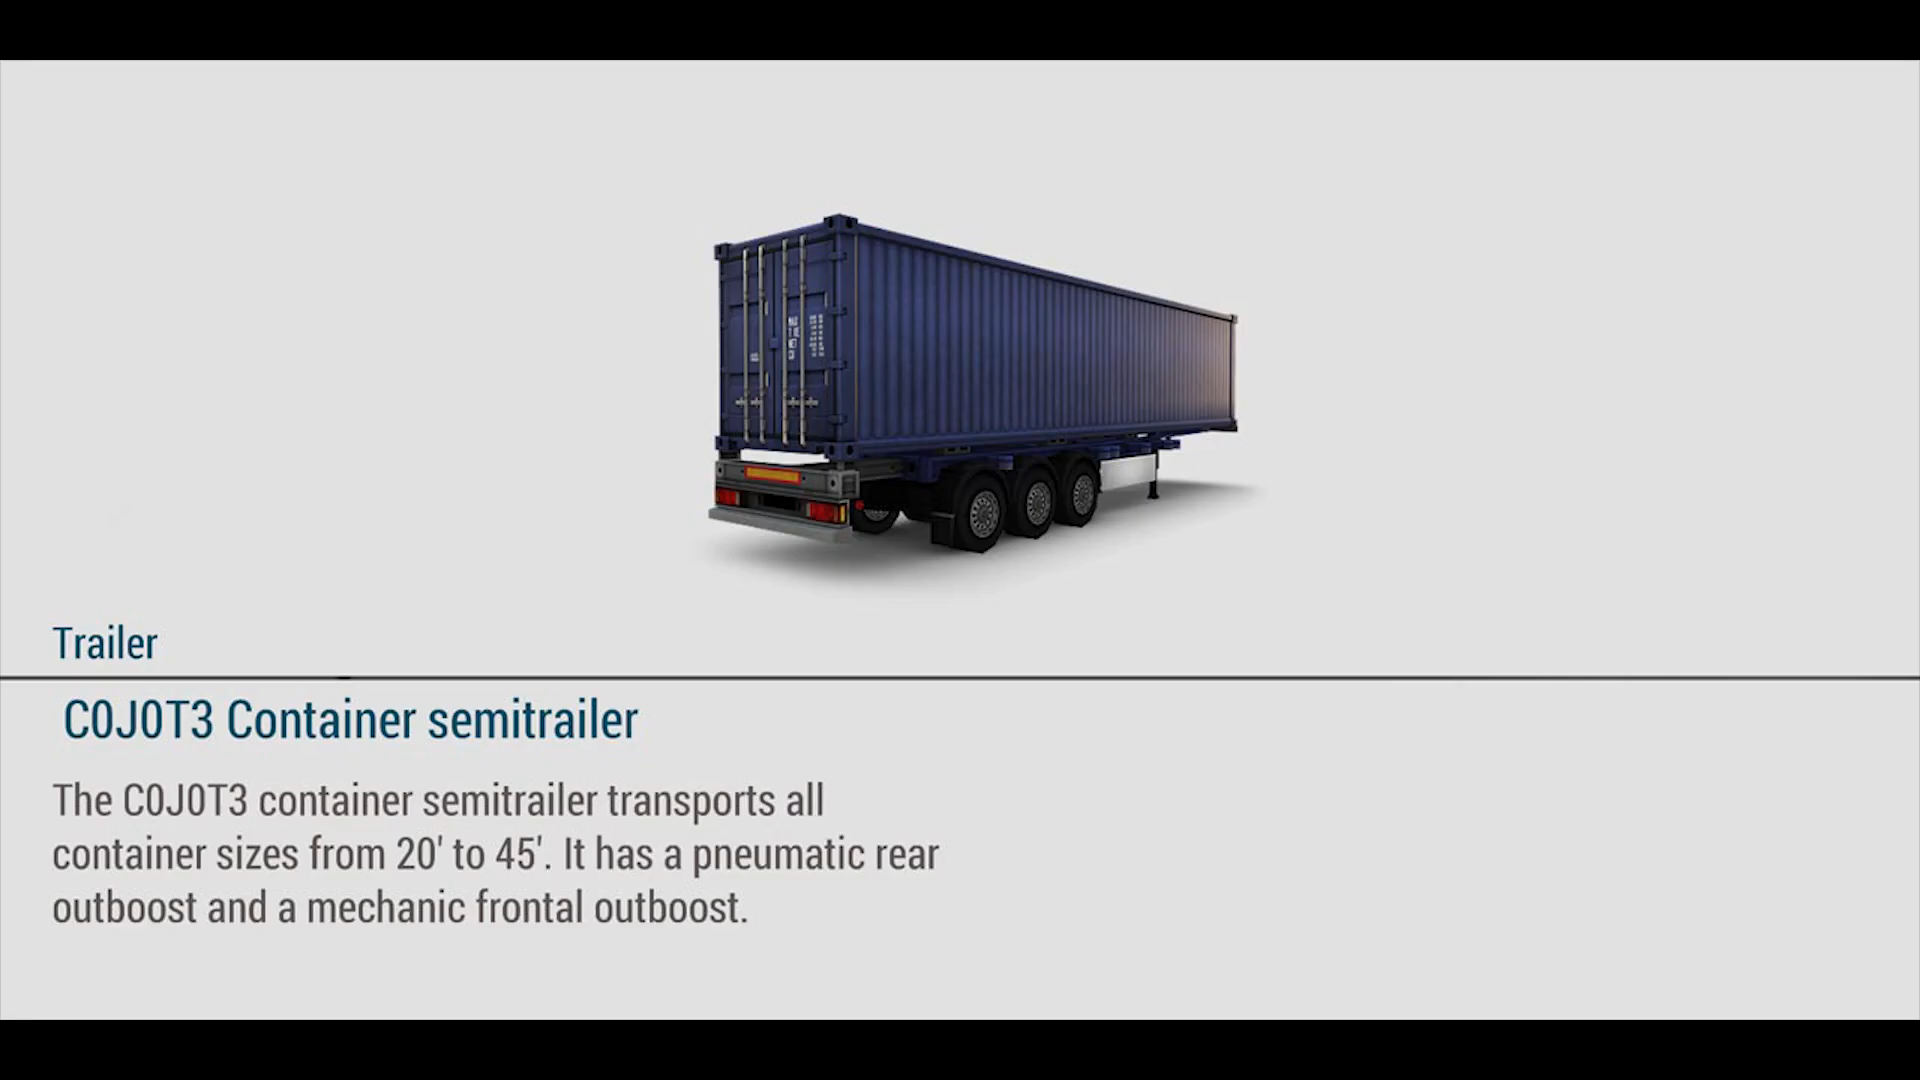 Trailer
C0J0T3 Container semitrailer
The C0J0T3 container semitrailer transports all
container sizes from 20' to 45'. It has a pneumatic rear
outboost and a mechanic frontal outboost.